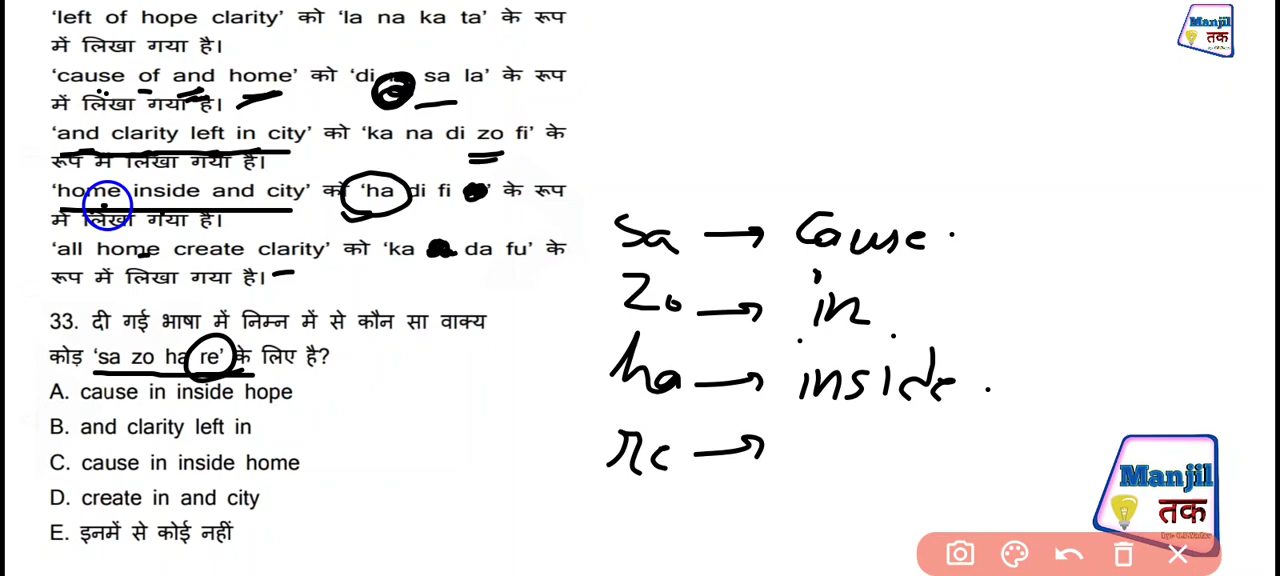 'left of hope clarity' को 'la na ka ta' के रूप
में लिखा गया है।
'cause of and home' को 'di sa la' के रूप
में लिखा गया है।
'and clarity left in city' को 'ka na di zo fi' के
रूप में लिखा गया है।
'home inside and city' को 'ha di fi ' के रूप
में लिखा गया है।
'all home create clarity' को 'ka da fu' के
रूप में लिखा गया है।
33. दी गई भाषा में निम्न में से कौन सा वाक्य
कोड़ 'sa zo ha re' के लिए है?
A. cause in inside hope
B. and clarity left in
C. cause in inside home
D. create in and city
E. इनमें से कोई नहीं
sa → cause
zo → in
ha → inside
re →
Manjil
तक
Manjil
तक